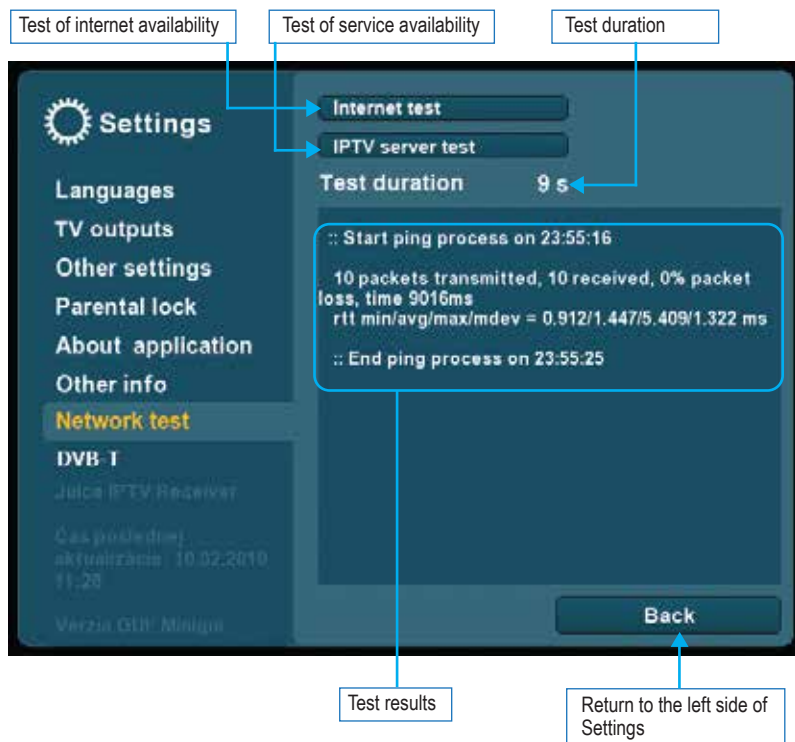 Test of internet availability
Test of service availability
Test duration
Settings
Languages
TV outputs
Other settings
Parental lock
About application
Other info
Network test
DVB-T
Juice IPTV Receiver
Čas poslednej
aktualizácie 10.02.2010
11:28
Verzia GUI: Minigui
Internet test
IPTV server test
Test duration 9 s
:: Start ping process on 23:55:16
10 packets transmitted, 10 received, 0% packet
loss, time 9016ms
rtt min/avg/max/mdev = 0.912/1.447/5.409/1.322 ms
:: End ping process on 23:55:25
Back
Test results
Return to the left side of
Settings